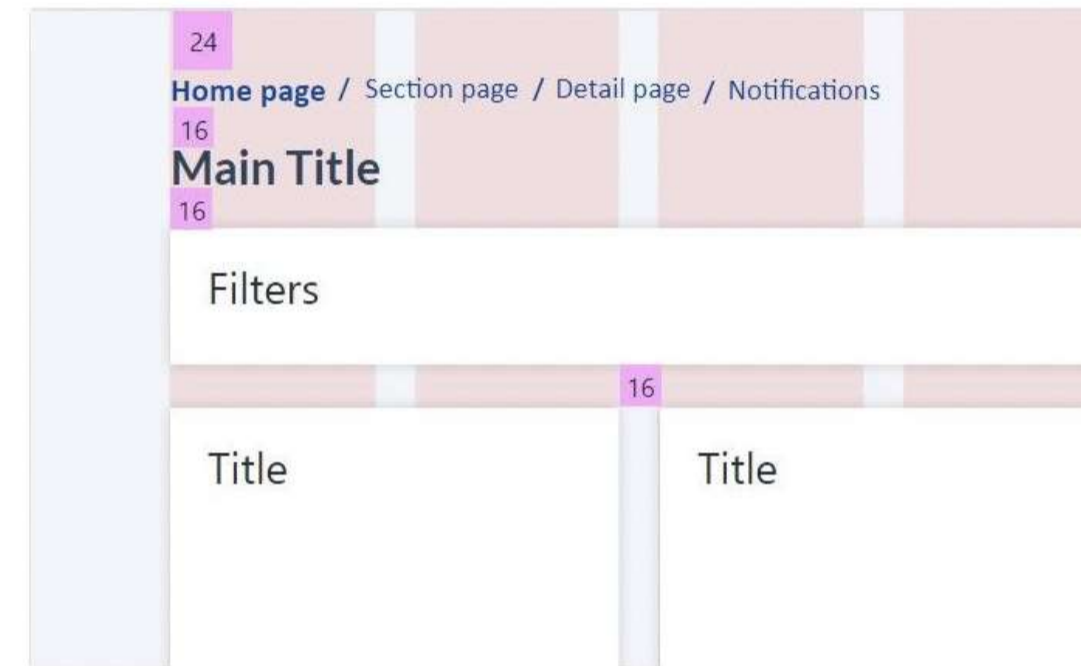 24
Home page / Section page / Detail page / Notifications
16
Main Title
16
Filters
16
Title Title